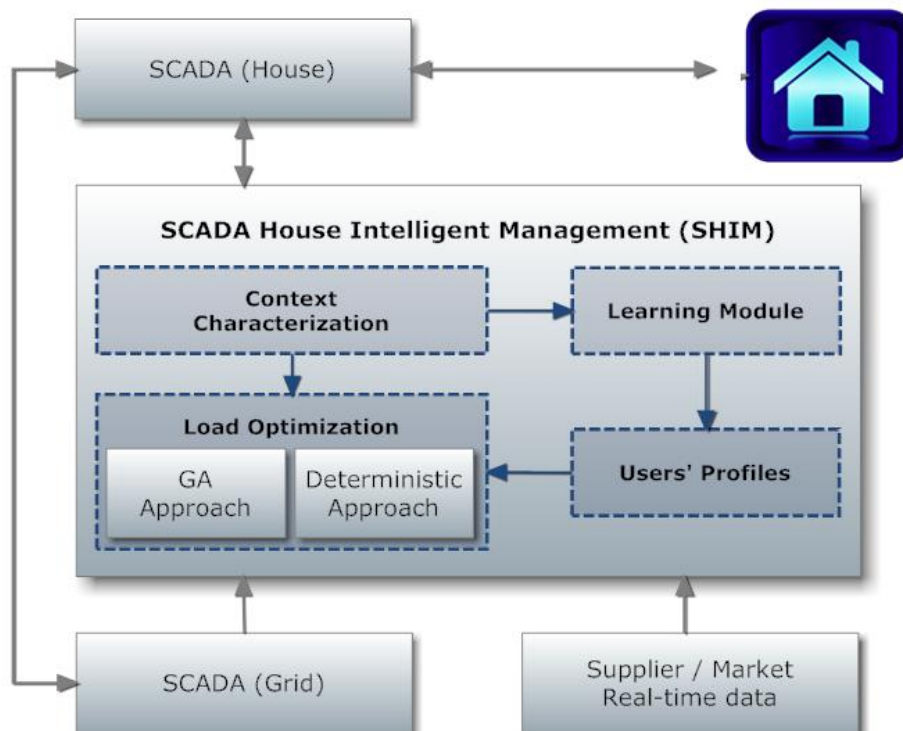 SCADA (House)
SCADA House Intelligent Management (SHIM)
Context
Characterization
Learning Module
Load Optimization
GA
Approach
Deterministic
Approach
Users' Profiles
SCADA (Grid)
Supplier / Market
Real-time data